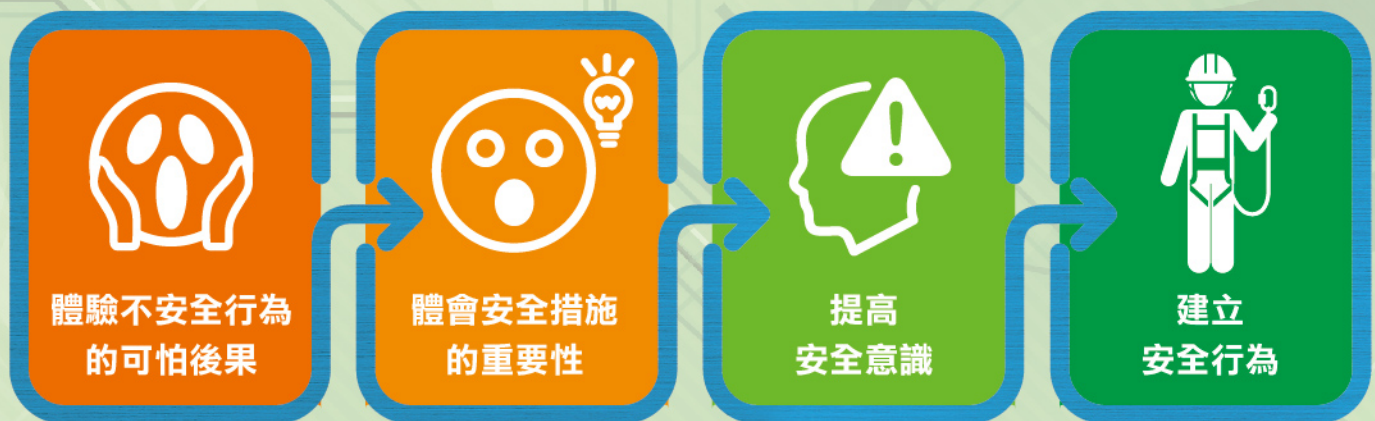 體驗不安全行為
的可怕後果
體會安全措施
的重要性
提高
安全意識
建立
安全行為